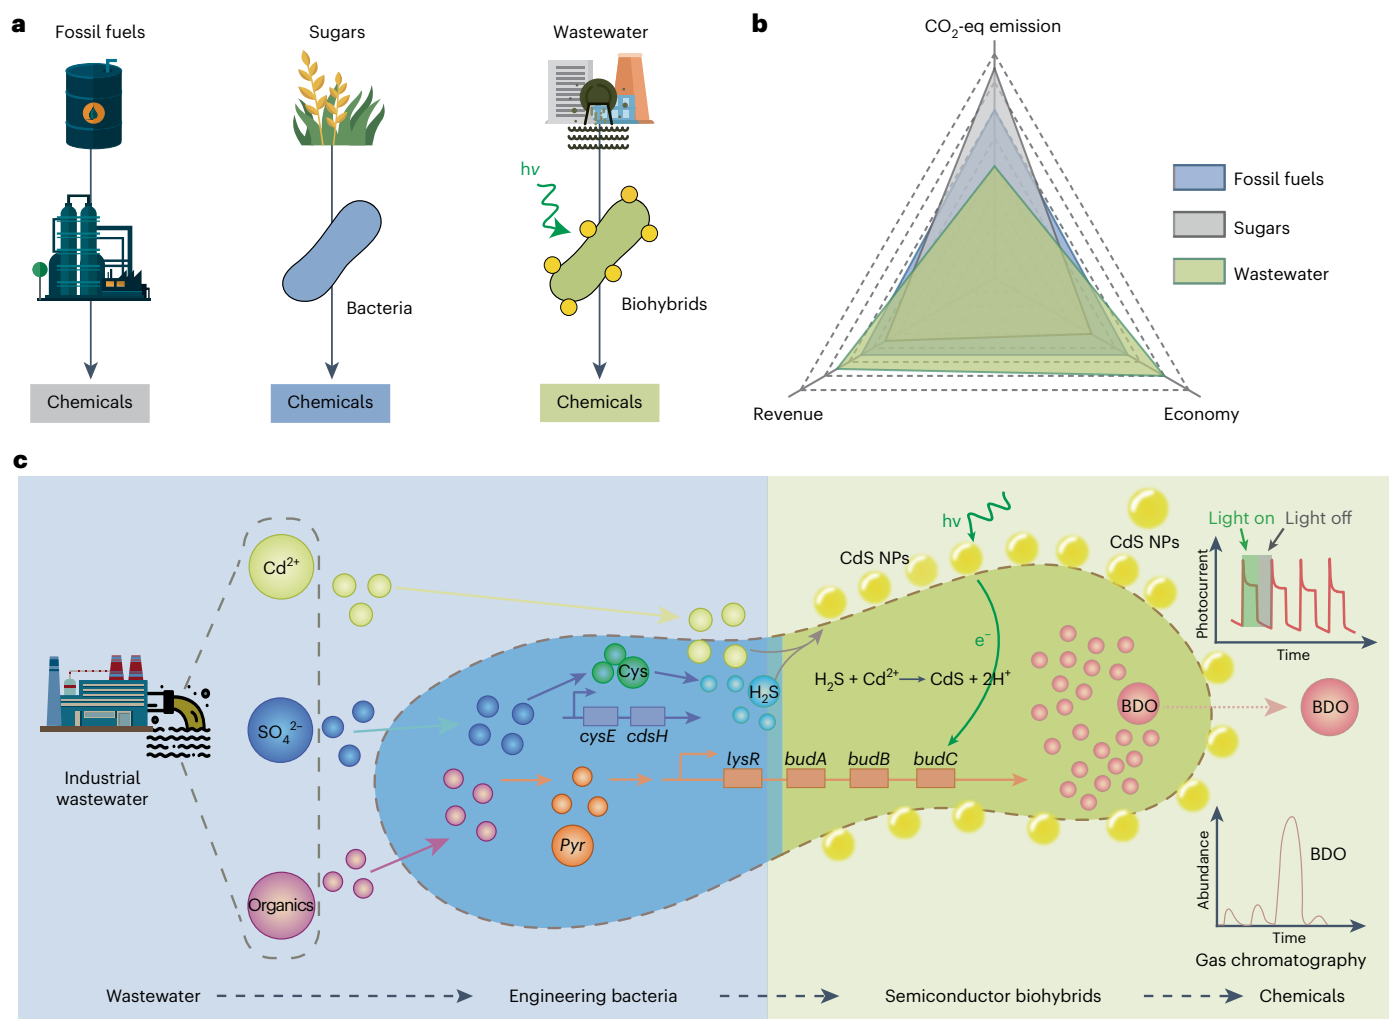 a
Fossil fuels
Sugars
Wastewater
hν
Bacteria
Biohybrids
Chemicals
Chemicals
Chemicals
b
CO₂-eq emission
Revenue
Economy
Fossil fuels
Sugars
Wastewater
c
Industrial
wastewater
Cd²⁺
SO₄²⁻
Organics
Cys
cysE
cdsH
H₂S
Pyr
lysR
budA
budB
budC
H₂S + Cd²⁺ → CdS + 2H⁺
hν
e⁻
CdS NPs
CdS NPs
BDO
BDO
Light on
Light off
Photocurrent
Time
Abundance
BDO
Time
Gas chromatography
Wastewater
Engineering bacteria
Semiconductor biohybrids
Chemicals